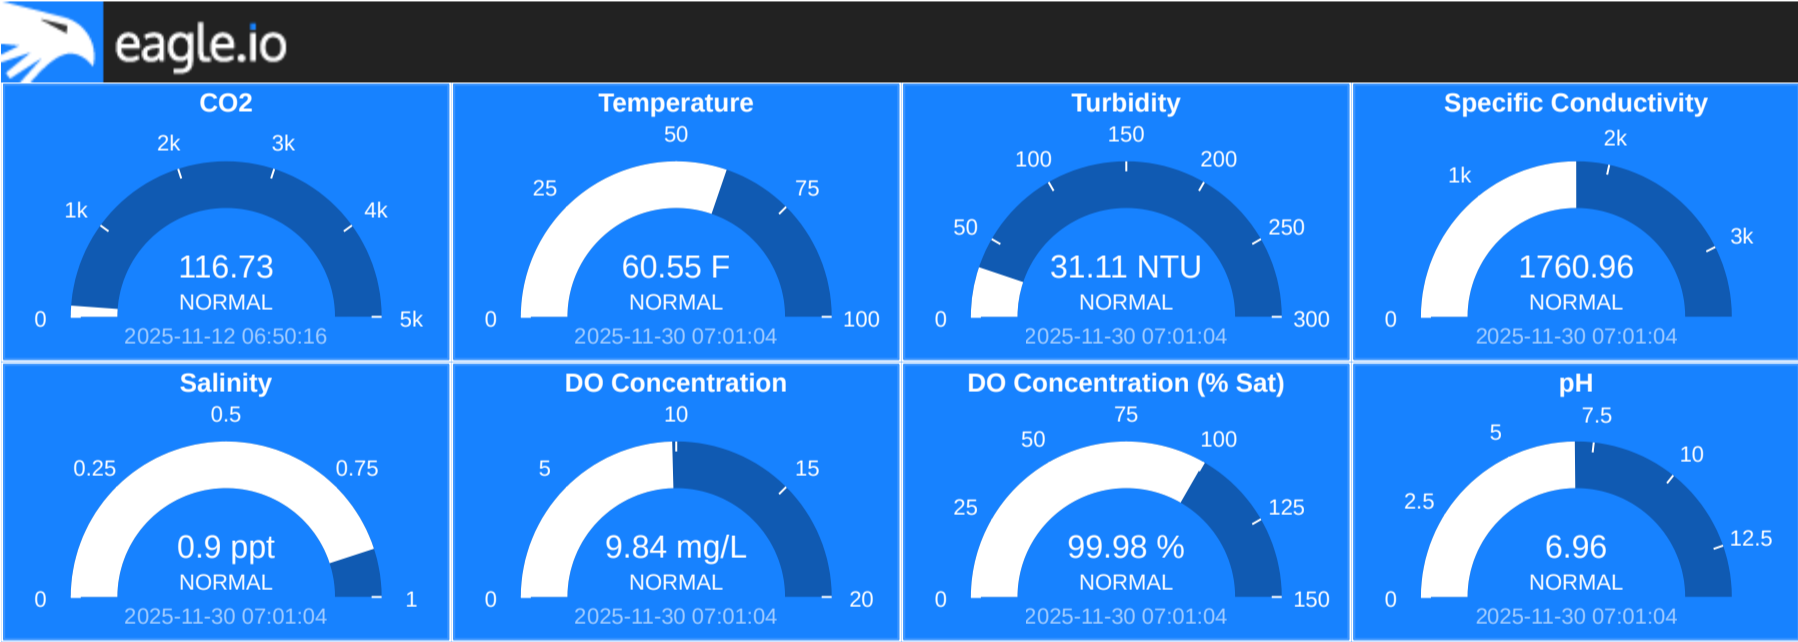 eagle.io
CO2
0
1k
2k
3k
4k
5k
116.73
NORMAL
2025-11-12 06:50:16
Temperature
0
25
50
75
100
60.55 F
NORMAL
2025-11-30 07:01:04
Turbidity
0
50
100
150
200
250
300
31.11 NTU
NORMAL
2025-11-30 07:01:04
Specific Conductivity
0
1k
2k
3k
1760.96
NORMAL
2025-11-30 07:01:04
Salinity
0
0.25
0.5
0.75
1
0.9 ppt
NORMAL
2025-11-30 07:01:04
DO Concentration
0
5
10
15
20
9.84 mg/L
NORMAL
2025-11-30 07:01:04
DO Concentration (% Sat)
0
25
50
75
100
125
150
99.98 %
NORMAL
2025-11-30 07:01:04
pH
0
2.5
5
7.5
10
12.5
6.96
NORMAL
2025-11-30 07:01:04